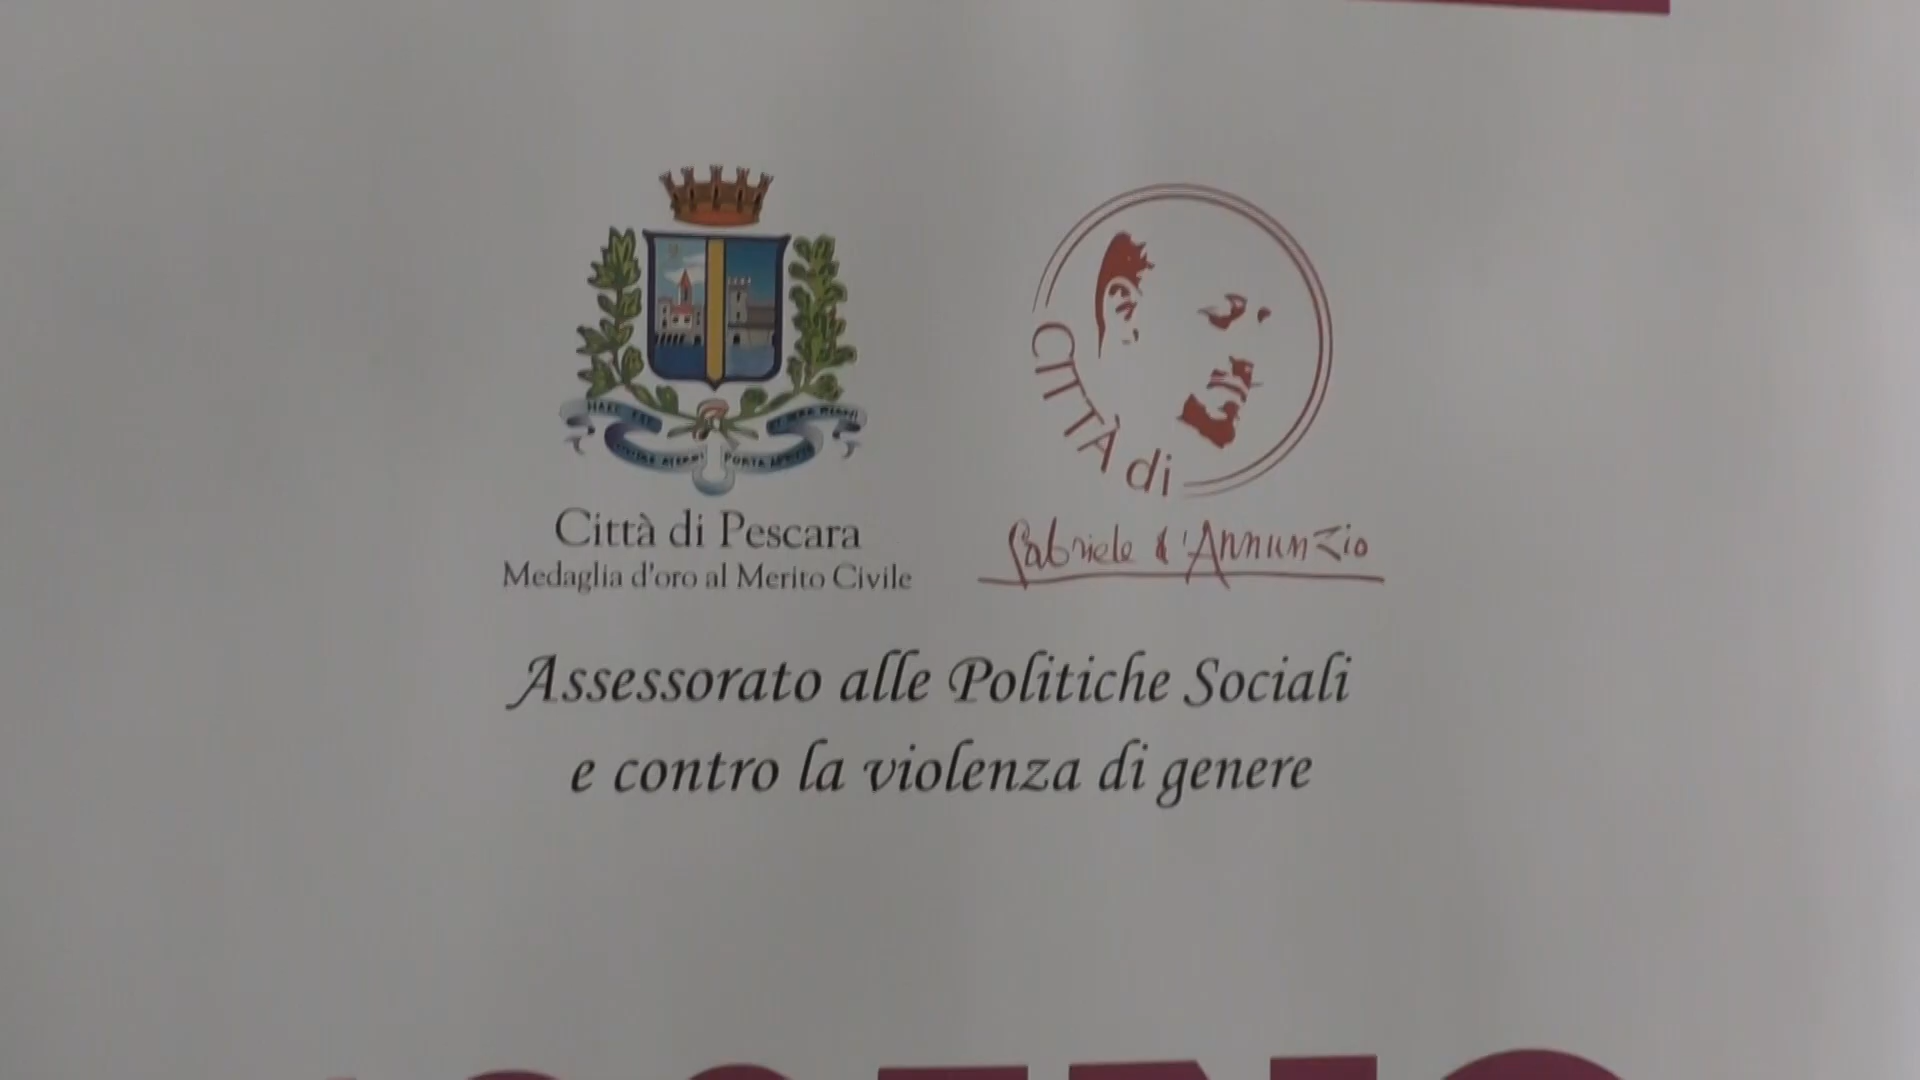 CITTÀ di
Città di Pescara
Medaglia d'oro al Merito Civile
Gabriele d'Annunzio
Assessorato alle Politiche Sociali
e contro la violenza di genere